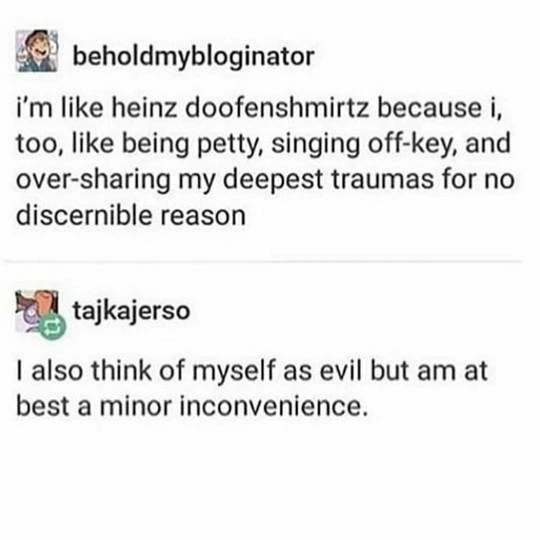 beholdmybloginator
i'm like heinz doofenshmirtz because i,
too, like being petty, singing off-key, and
over-sharing my deepest traumas for no
discernible reason
tajkajerso
I also think of myself as evil but am at
best a minor inconvenience.